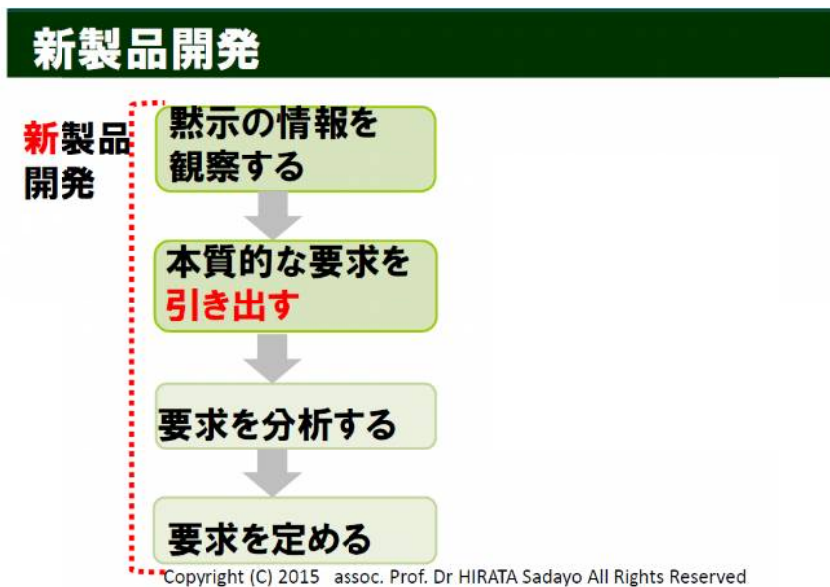 新製品開発
新製品
開発
黙示の情報を
観察する
本質的な要求を
引き出す
要求を分析する
要求を定める
Copyright (C) 2015 assoc. Prof. Dr HIRATA Sadayo All Rights Reserved